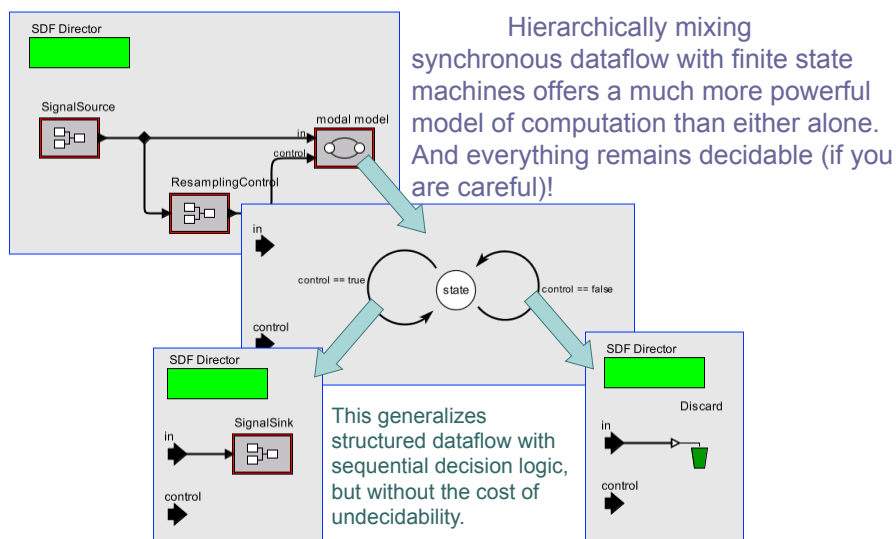 SDF Director
SignalSource
modal model
in
control
ResamplingControl
Hierarchically mixing
synchronous dataflow with finite state
machines offers a much more powerful
model of computation than either alone.
And everything remains decidable (if you
are careful)!
in
control == true
state
control == false
control
SDF Director
SignalSink
in
control
This generalizes
structured dataflow with
sequential decision logic,
but without the cost of
undecidability.
SDF Director
Discard
in
control